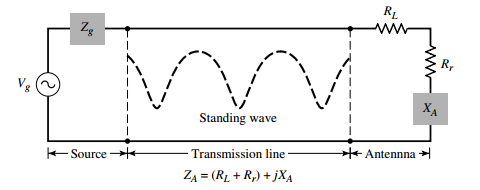 R_L
Z_g
R_r
V_g
X_A
Standing wave
Source
Transmission line
Antennna
Z_A = (R_L + R_r) + jX_A